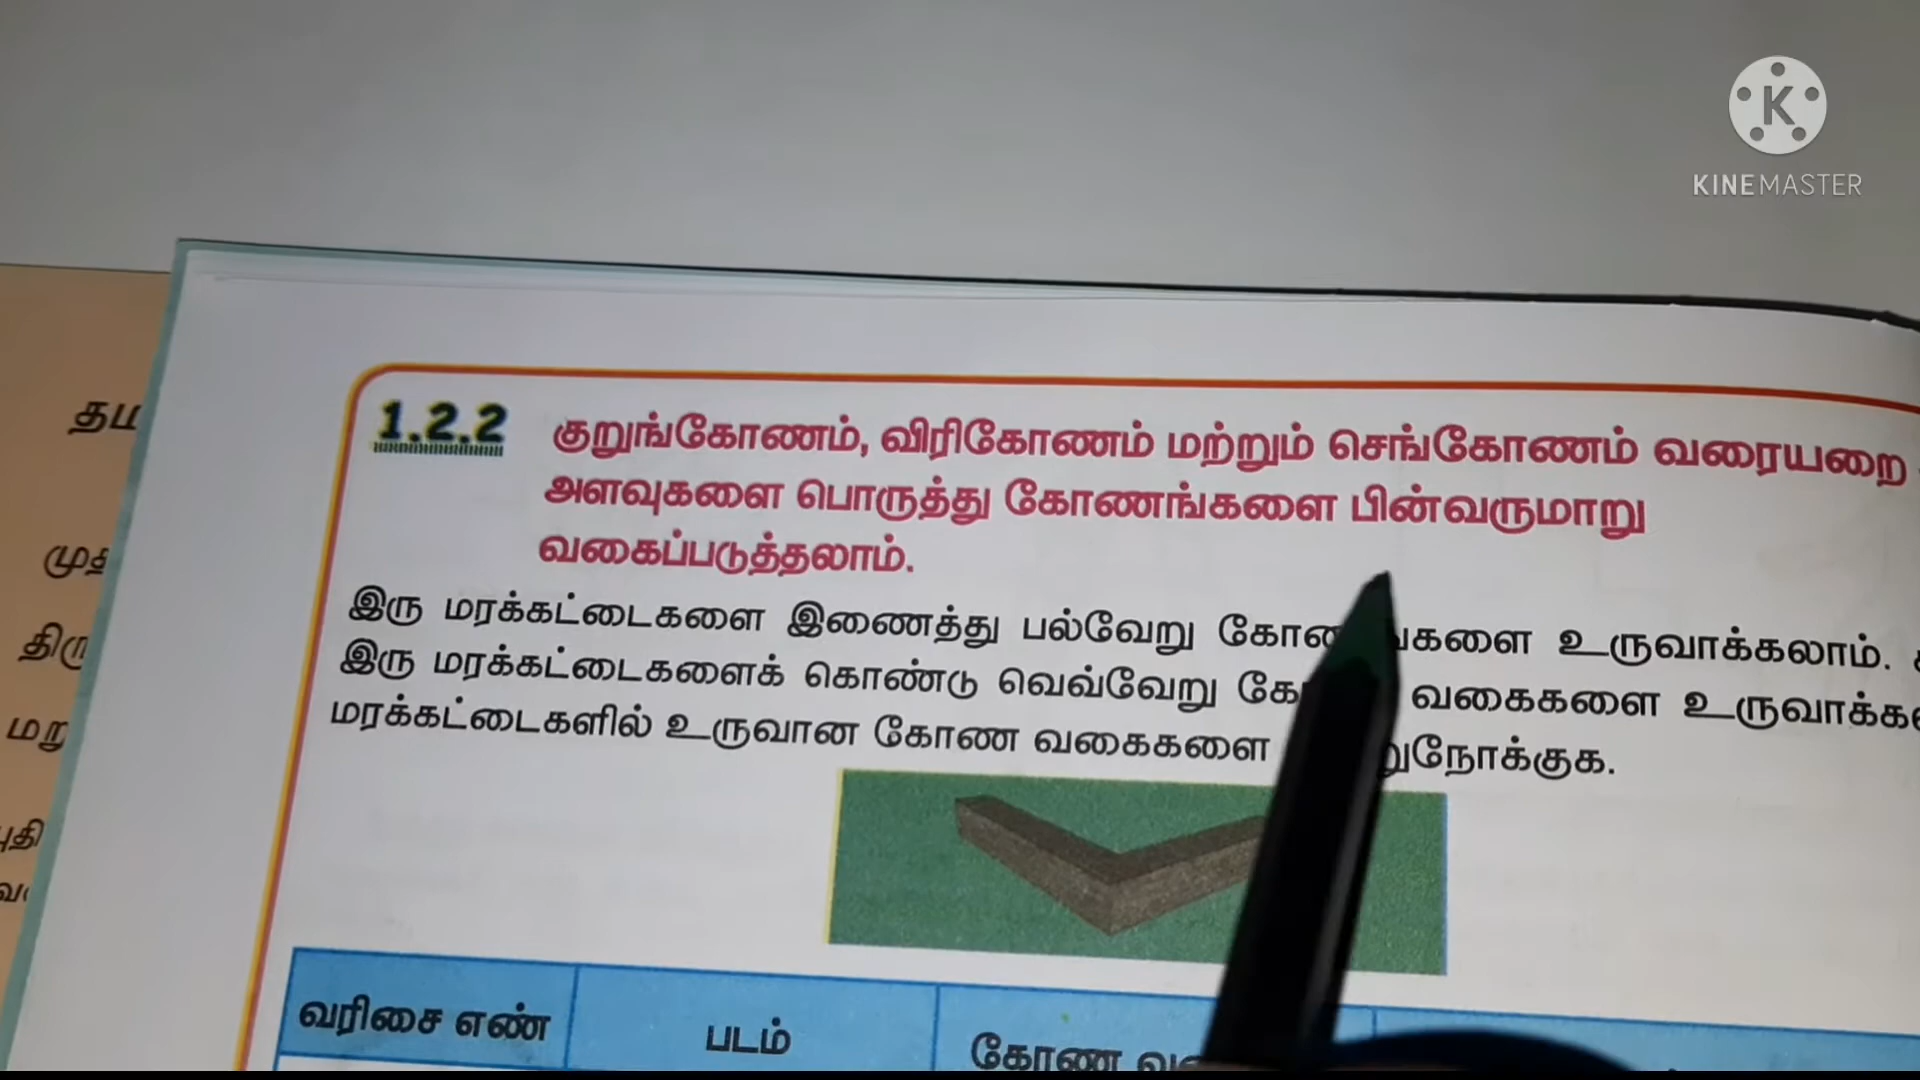 KINEMASTER
1.2.2 குறுங்கோணம், விரிகோணம் மற்றும் செங்கோணம் வரையறை
அளவுகளை பொருத்து கோணங்களை பின்வருமாறு
வகைப்படுத்தலாம்.
இரு மரக்கட்டைகளை இணைத்து பல்வேறு உருவாக்கலாம்.
இரு மரக்கட்டைகளைக் கொண்டு வெவ்வேறு வகைகளை
மரக்கட்டைகளில் உருவான கோண வகைகளை
வரிசை எண்
படம்
கோண